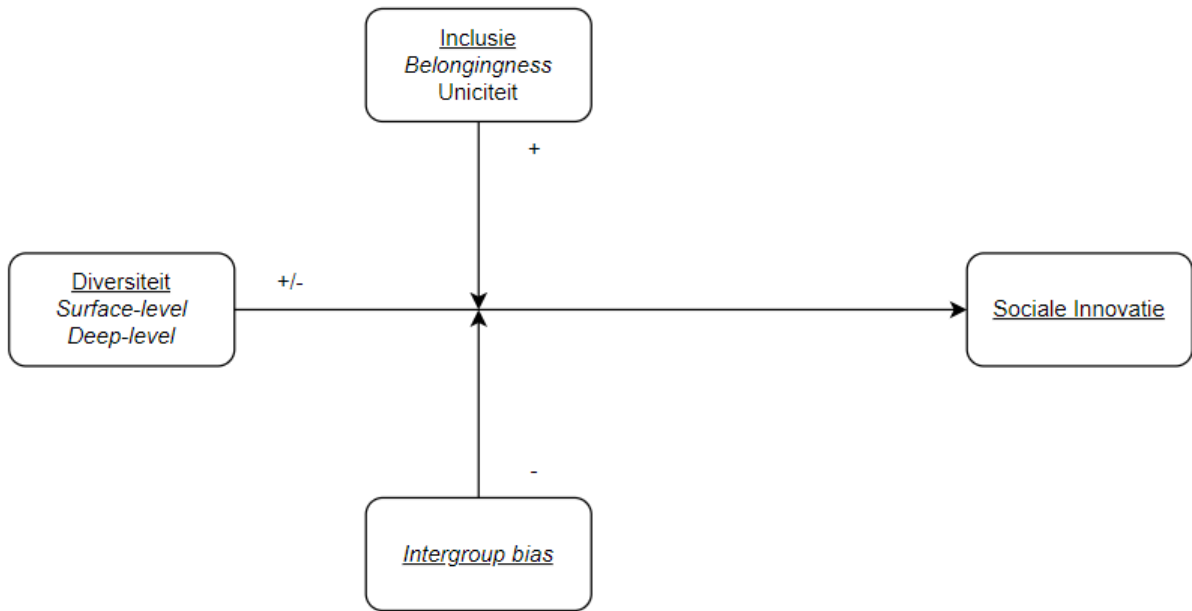 Inclusie
Belongingness
Uniciteit
+
Diversiteit
Surface-level
Deep-level
+/-
Sociale Innovatie
-
Intergroup bias